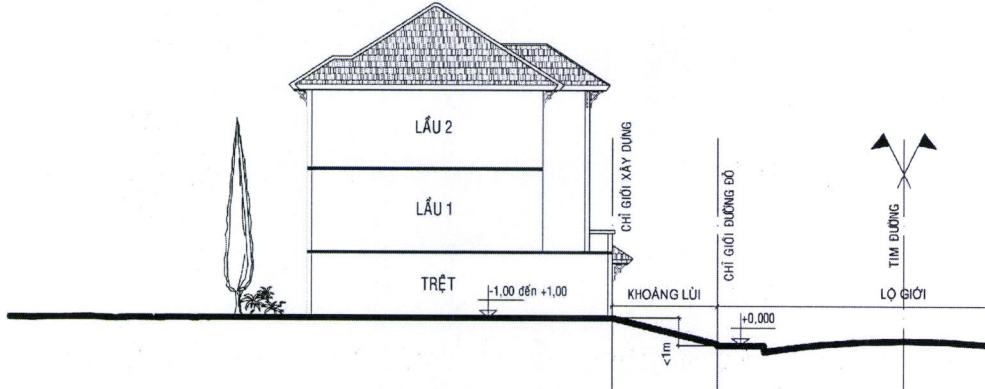 LẦU 2
LẦU 1
TRỆT
-1,00 đến +1,00
CHỈ GIỚI XÂY DỰNG
CHỈ GIỚI ĐƯỜNG ĐỎ
TIM ĐƯỜNG
KHOẢNG LÙI
LỘ GIỚI
+0,000
<1m